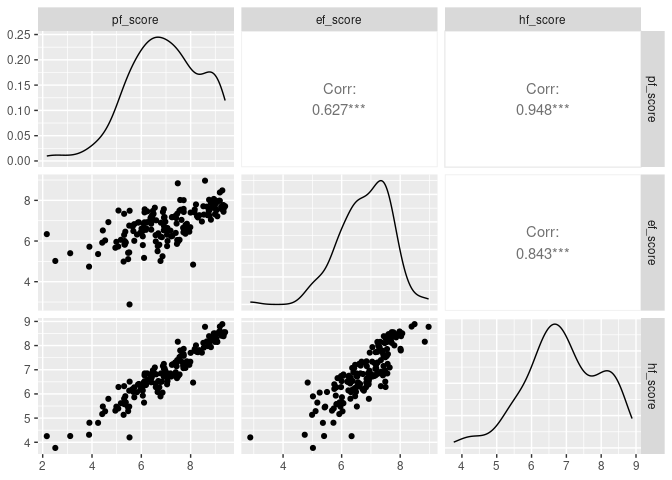 pf_score
ef_score
hf_score
0.25
0.20
0.15
0.10
0.05
0.00
Corr:
0.627***
Corr:
0.948***
pf_score
8
6
4
Corr:
0.843***
ef_score
9
8
7
6
5
4
hf_score
2 4 6 8
4 6 8
4 5 6 7 8 9